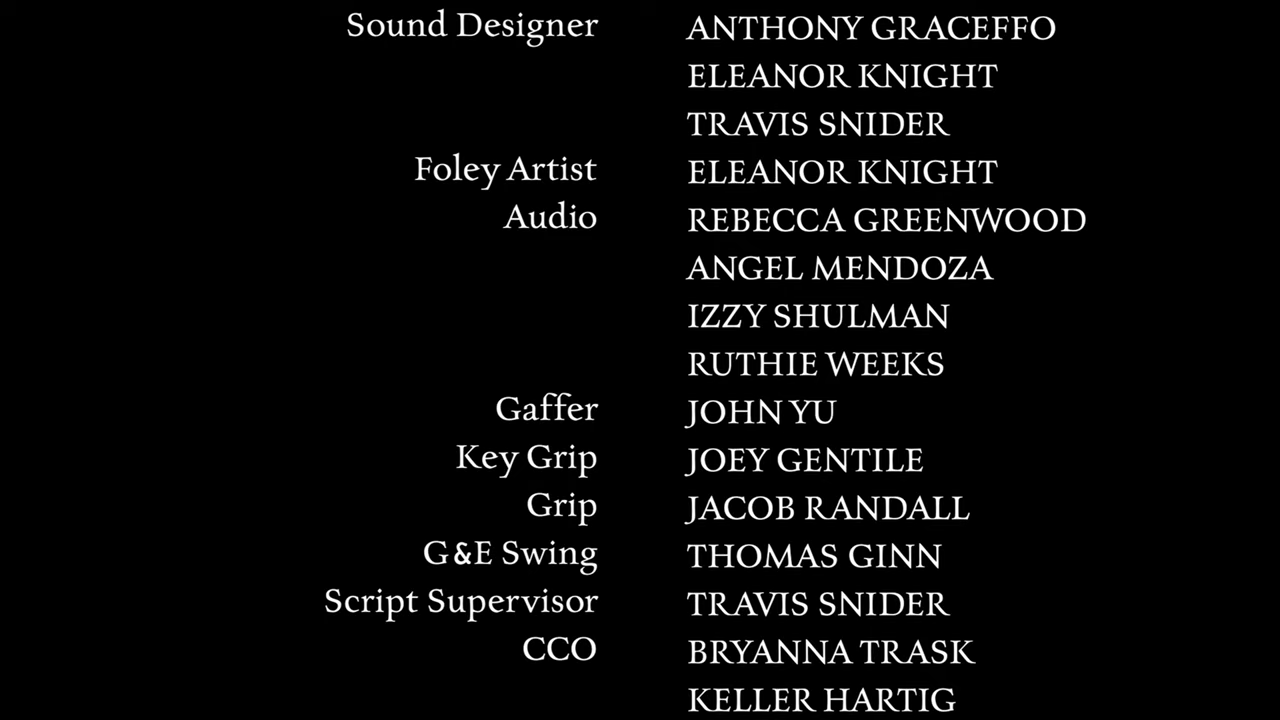 Sound Designer ANTHONY GRACEFFO
ELEANOR KNIGHT
TRAVIS SNIDER
Foley Artist ELEANOR KNIGHT
Audio REBECCA GREENWOOD
ANGEL MENDOZA
IZZY SHULMAN
RUTHIE WEEKS
Gaffer JOHN YU
Key Grip JOEY GENTILE
Grip JACOB RANDALL
G&E Swing THOMAS GINN
Script Supervisor TRAVIS SNIDER
CCO BRYANNA TRASK
KELLER HARTIG